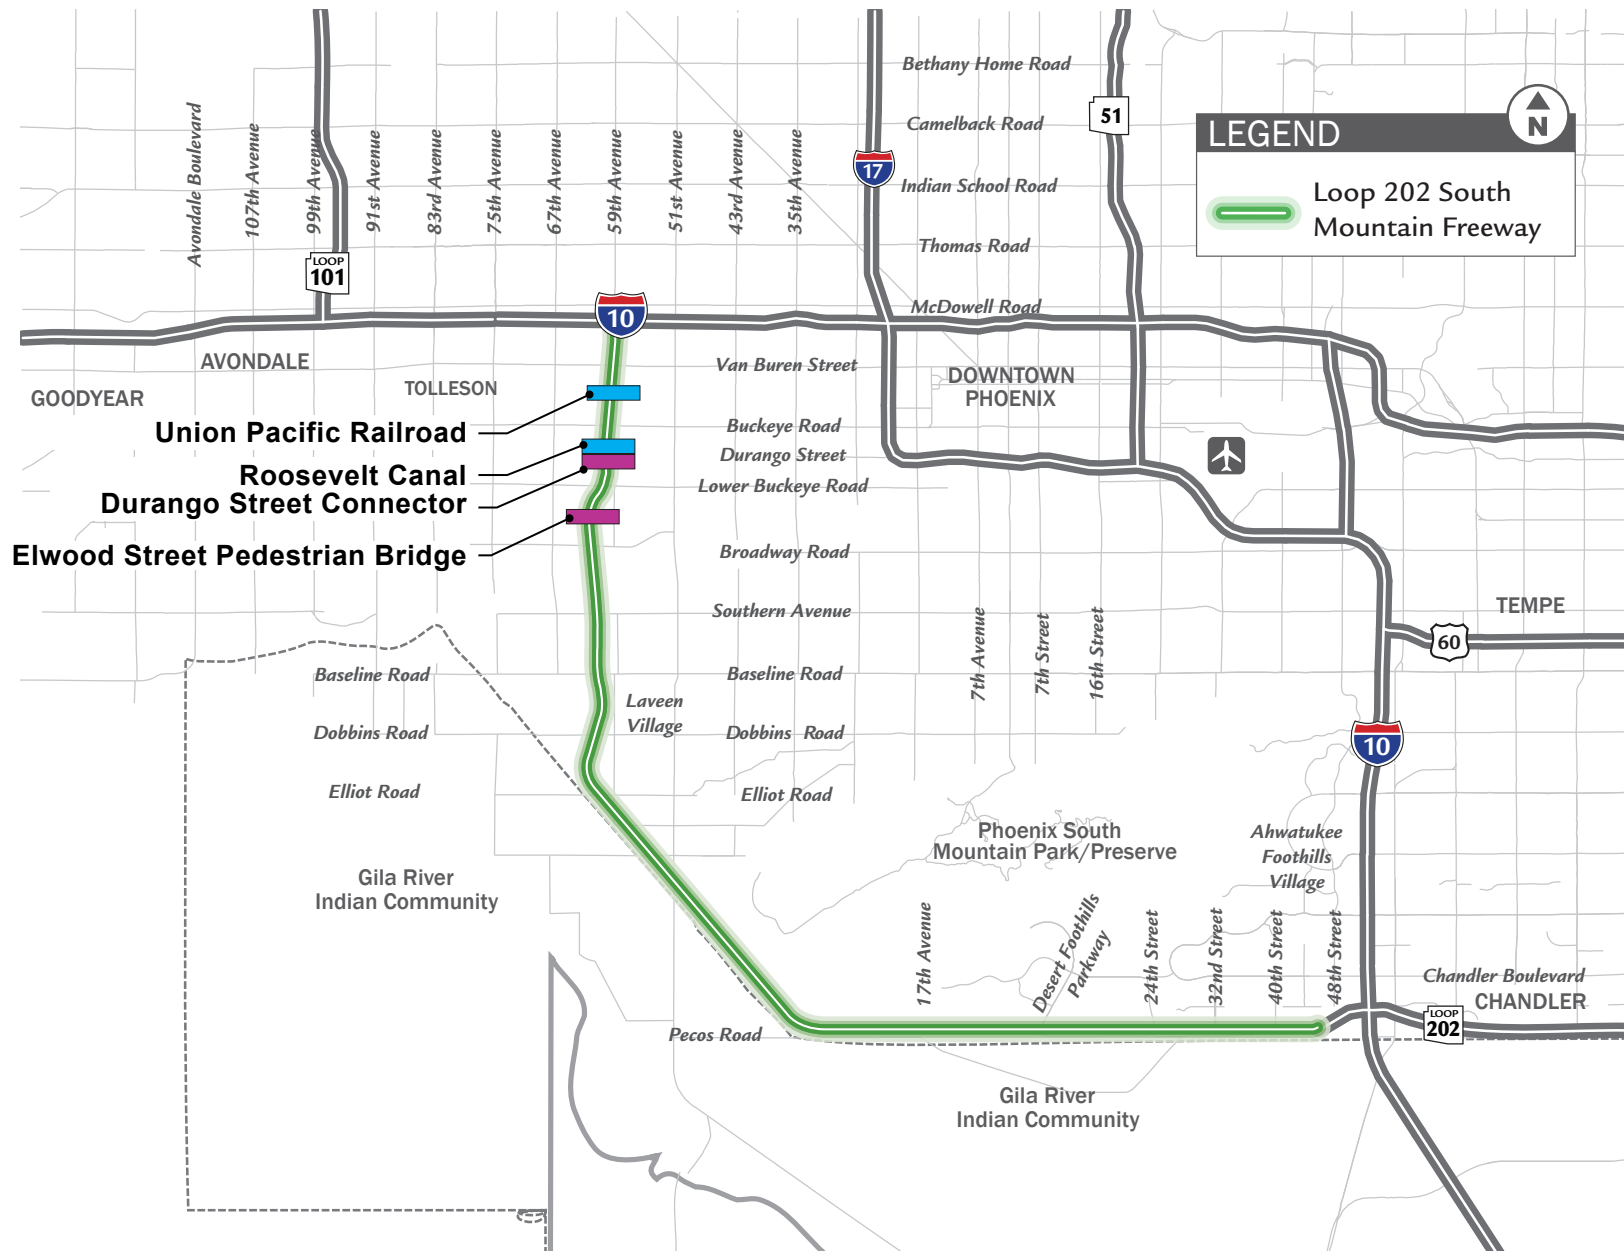 Bethany Home Road
Camelback Road
51
N
LEGEND
Loop 202 South
Mountain Freeway
Avondale Boulevard
107th Avenue
99th Avenue
91st Avenue
83rd Avenue
75th Avenue
67th Avenue
59th Avenue
51st Avenue
43rd Avenue
35th Avenue
17
Indian School Road
Thomas Road
LOOP
101
10
McDowell Road
AVONDALE
GOODYEAR
TOLLESON
Van Buren Street
DOWNTOWN
PHOENIX
Union Pacific Railroad
Buckeye Road
Durango Street
Roosevelt Canal
Lower Buckeye Road
Durango Street Connector
Elwood Street Pedestrian Bridge
Broadway Road
Southern Avenue
7th Avenue
7th Street
16th Street
TEMPE
60
Baseline Road
Baseline Road
Laveen
Village
Dobbins Road
Dobbins Road
10
Elliot Road
Elliot Road
Phoenix South
Mountain Park/Preserve
Ahwatukee
Foothills
Village
Gila River
Indian Community
17th Avenue
Desert Foothills
Parkway
24th Street
32nd Street
40th Street
48th Street
Chandler Boulevard
CHANDLER
LOOP
202
Pecos Road
Gila River
Indian Community